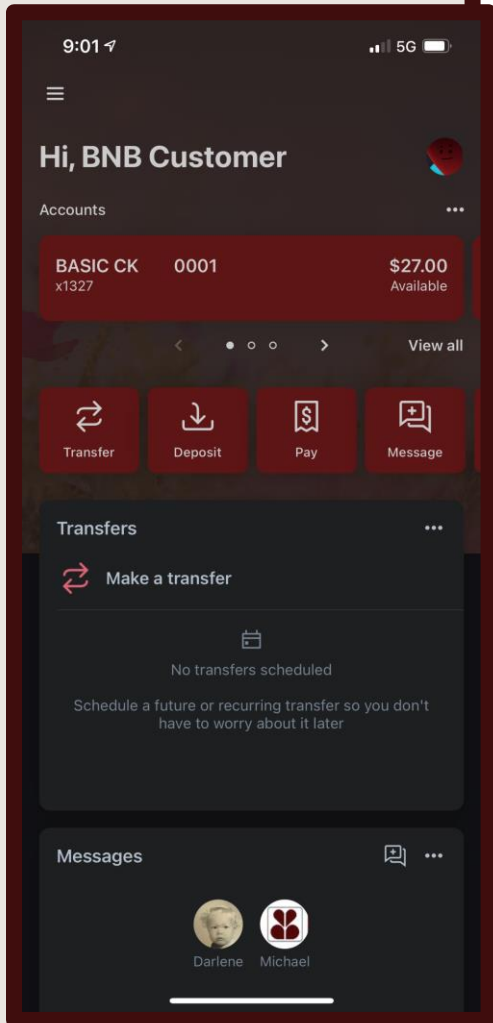 9:01 5G
Hi, BNB Customer
Accounts
BASIC CK 0001 $27.00
x1327 Available
View all
Transfer Deposit Pay Message
Transfers
Make a transfer
No transfers scheduled
Schedule a future or recurring transfer so you don't
have to worry about it later
Messages
Darlene Michael